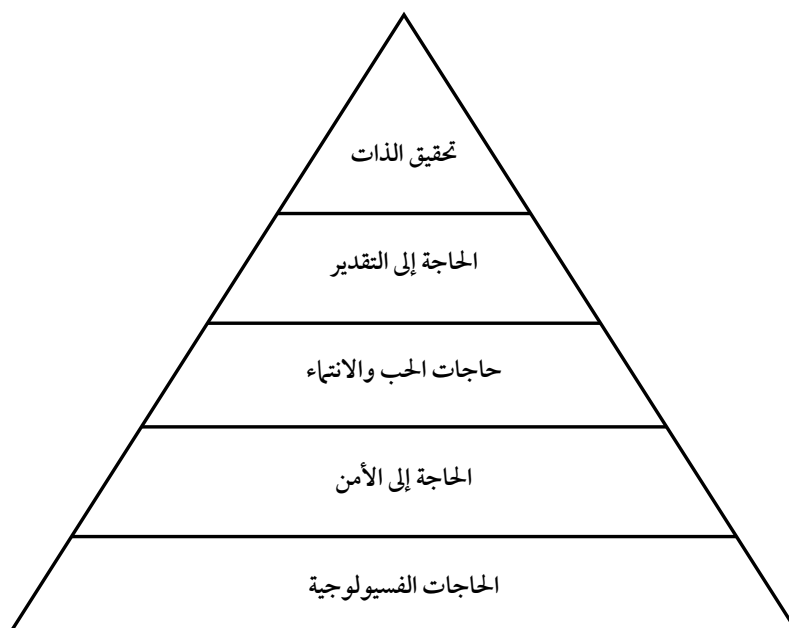 تحقيق الذات
الحاجة إلى التقدير
حاجات الحب والانتماء
الحاجة إلى الأمن
الحاجات الفسيولوجية